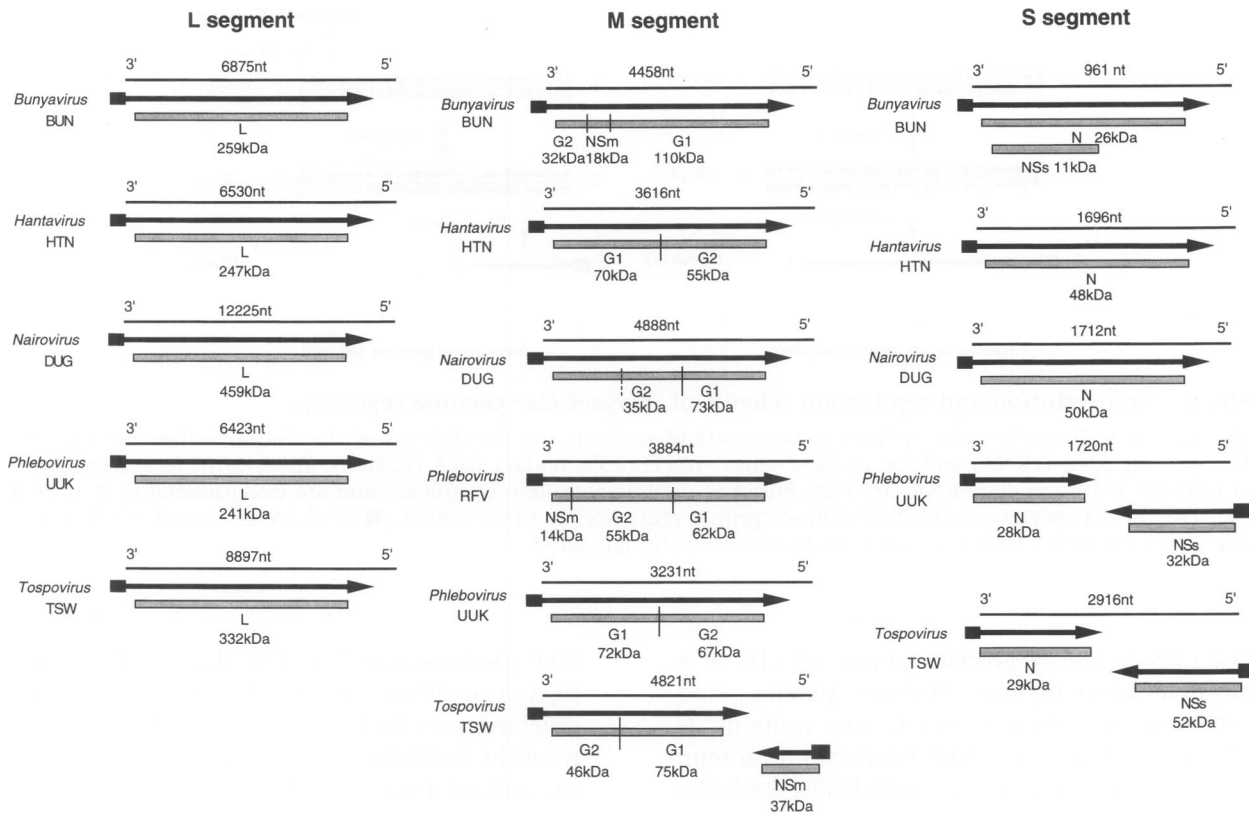 L segment
3' 6875nt 5'
Bunyavirus
BUN
L
259kDa
6530nt
3' 5'
Hantavirus
HTN
L
247kDa
12225nt
3' 5'
Nairovirus
DUG
L
459kDa
6423nt
3' 5'
Phlebovirus
UUK
L
241kDa
8897nt
3' 5'
Tospovirus
TSW
L
332kDa
M segment
3' 4458nt 5'
Bunyavirus
BUN
G2 NSm G1
32kDa 18kDa 110kDa
3616nt
3' 5'
Hantavirus
HTN
G1 G2
70kDa 55kDa
4888nt
3' 5'
Nairovirus
DUG
G2 G1
35kDa 73kDa
3884nt
3' 5'
Phlebovirus
RFV
NSm G2 G1
14kDa 55kDa 62kDa
3231nt
3' 5'
Phlebovirus
UUK
G1 G2
72kDa 67kDa
4821nt
3' 5'
Tospovirus
TSW
G2 G1
46kDa 75kDa
NSm
37kDa
S segment
3' 961 nt 5'
Bunyavirus
BUN
N 26kDa
NSs 11kDa
3' 1696nt 5'
Hantavirus
HTN
N
48kDa
3' 1712nt 5'
Nairovirus
DUG
N
50kDa
1720nt
3' 5'
Phlebovirus
UUK
N
28kDa
NSs
32kDa
3' 2916nt 5'
Tospovirus
TSW
N
29kDa
NSs
52kDa